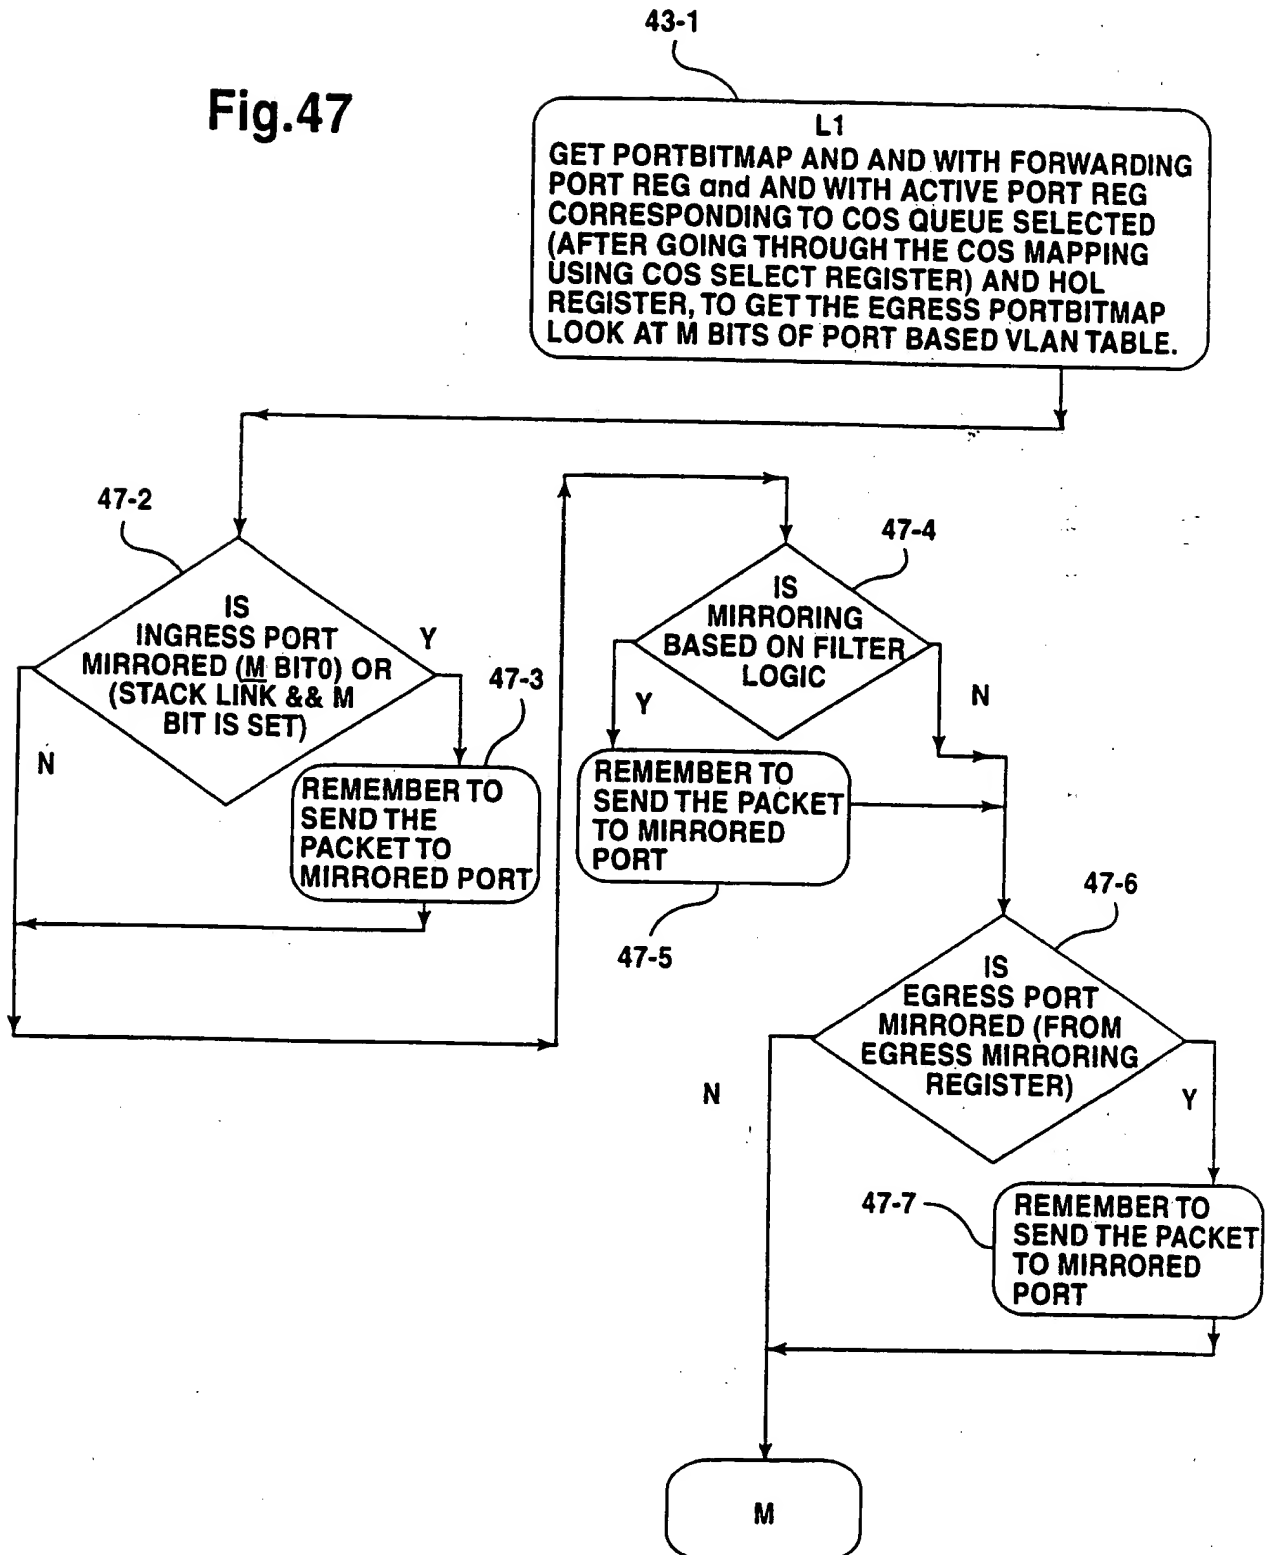 43-1
Fig.47
L1
GET PORTBITMAP AND AND WITH FORWARDING
PORT REG and AND WITH ACTIVE PORT REG
CORRESPONDING TO COS QUEUE SELECTED
(AFTER GOING THROUGH THE COS MAPPING
USING COS SELECT REGISTER) AND HOL
REGISTER, TO GET THE EGRESS PORTBITMAP
LOOK AT M BITS OF PORT BASED VLAN TABLE.
47-2
IS
INGRESS PORT
MIRRORED (M BIT0) OR
(STACK LINK && M
BIT IS SET)
Y
N
47-3
REMEMBER TO
SEND THE
PACKET TO
MIRRORED PORT
47-4
IS
MIRRORING
BASED ON FILTER
LOGIC
Y
N
REMEMBER TO
SEND THE PACKET
TO MIRRORED
PORT
47-5
47-6
IS
EGRESS PORT
MIRRORED (FROM
EGRESS MIRRORING
REGISTER)
N
Y
47-7
REMEMBER TO
SEND THE PACKET
TO MIRRORED
PORT
M